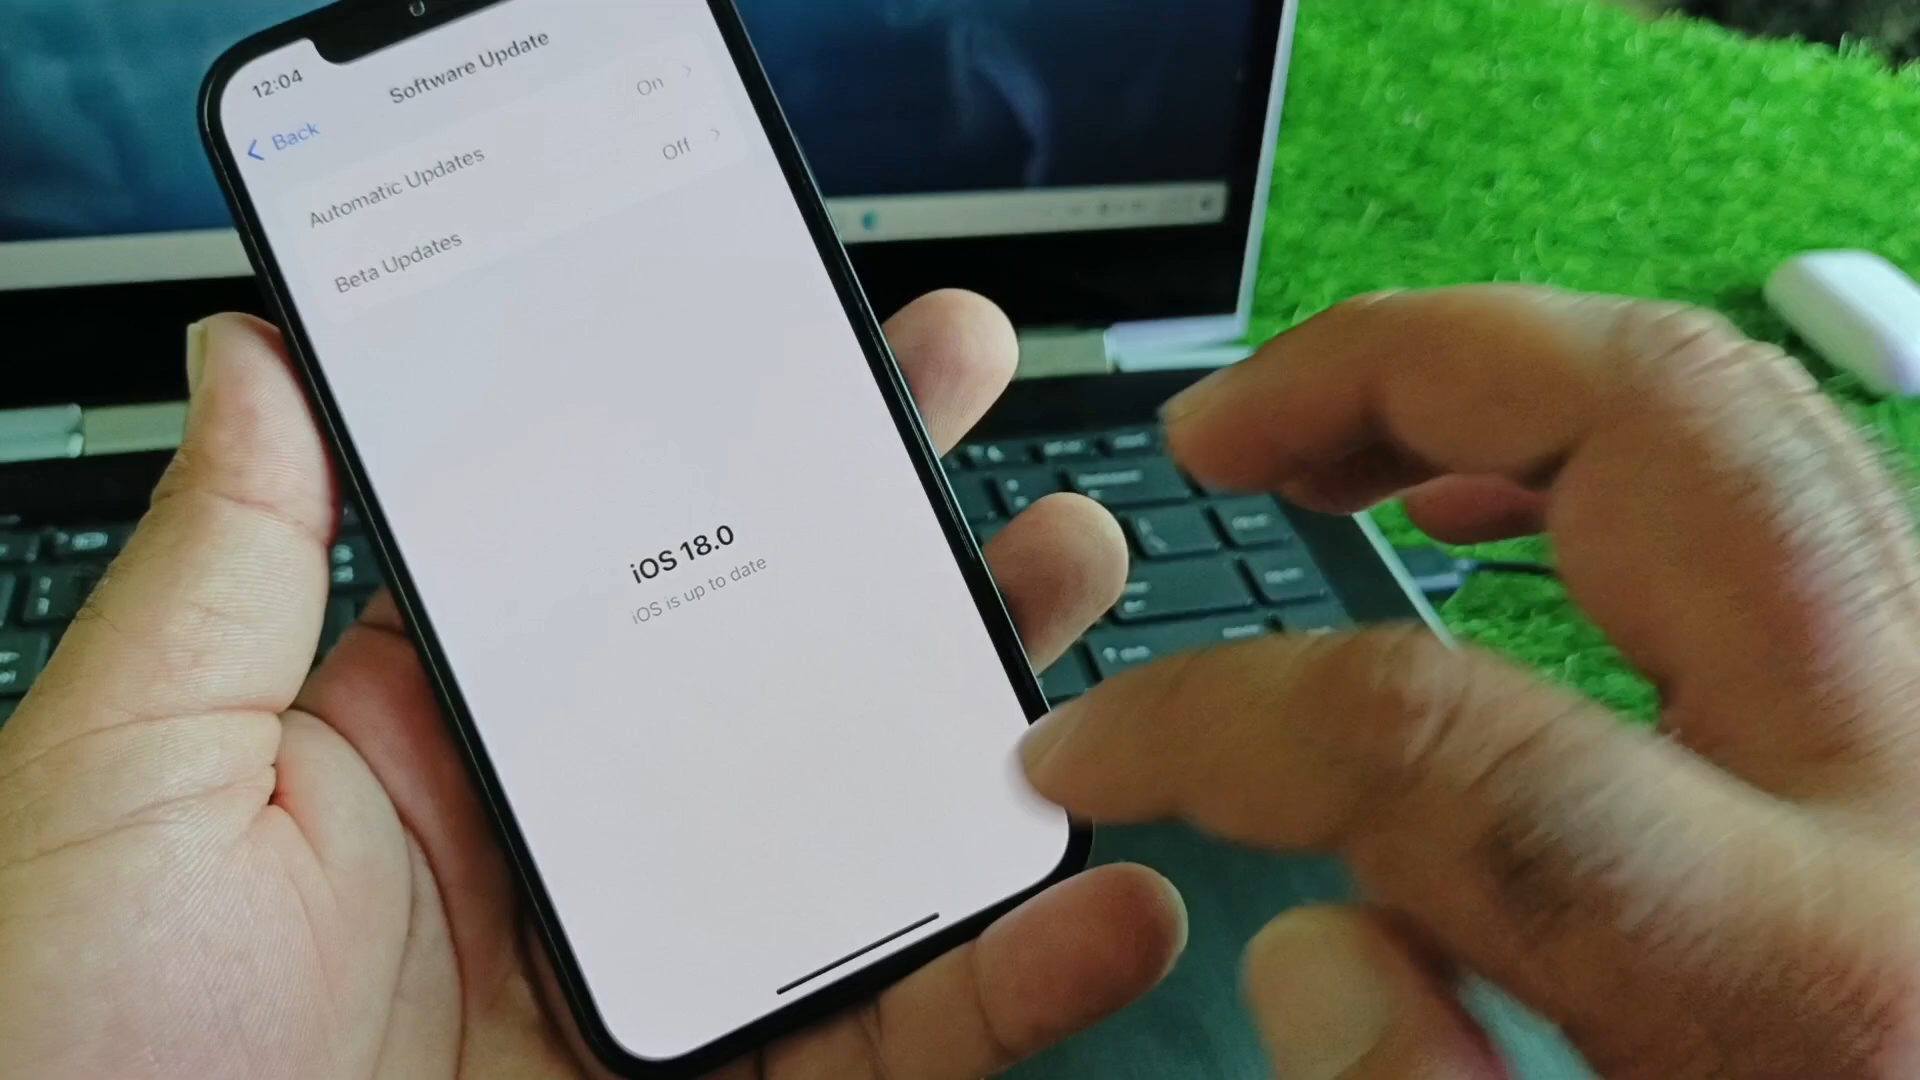 12:04
Back
Software Update
Automatic Updates On
Beta Updates Off
iOS 18.0
iOS is up to date